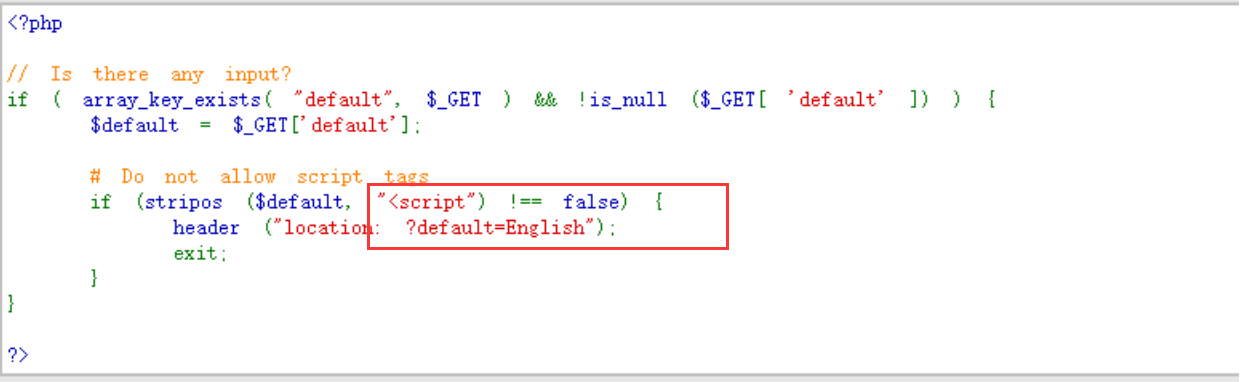 <?php
// Is there any input?
if ( array_key_exists( "default", $_GET ) && !is_null ($_GET[ 'default' ]) ) {
$default = $_GET['default'];
# Do not allow script tags
if (stripos ($default, "<script") !== false) {
header ("location: ?default=English");
exit;
}
}
?>